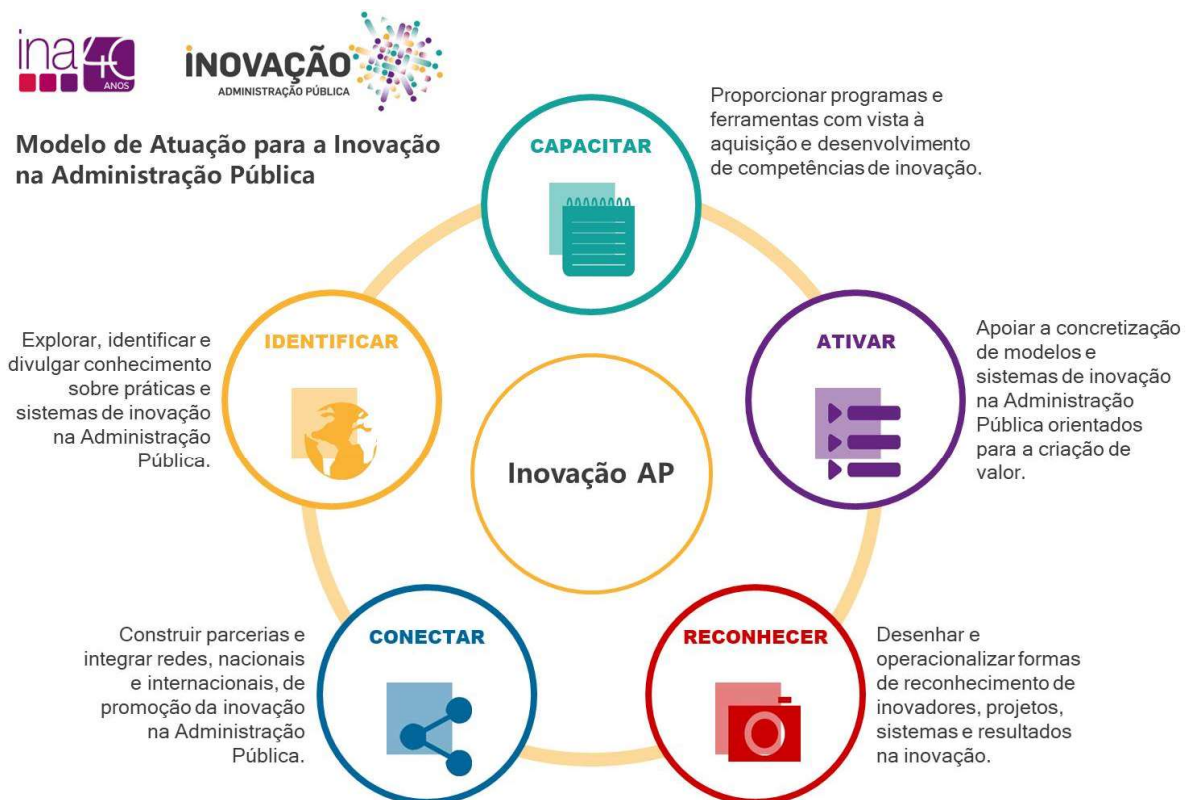 ina 40
ANOS
INOVAÇÃO
ADMINISTRAÇÃO PÚBLICA
Modelo de Atuação para a Inovação
na Administração Pública
CAPACITAR
Proporcionar programas e
ferramentas com vista à
aquisição e desenvolvimento
de competências de inovação.
ATIVAR
Apoiar a concretização
de modelos e
sistemas de inovação
na Administração
Pública orientados
para a criação de
valor.
RECONHECER
Desenhar e
operacionalizar formas
de reconhecimento de
inovadores, projetos,
sistemas e resultados
na inovação.
CONECTAR
Construir parcerias e
integrar redes, nacionais
e internacionais, de
promoção da inovação
na Administração
Pública.
IDENTIFICAR
Explorar, identificar e
divulgar conhecimento
sobre práticas e
sistemas de inovação
na Administração
Pública.
Inovação AP